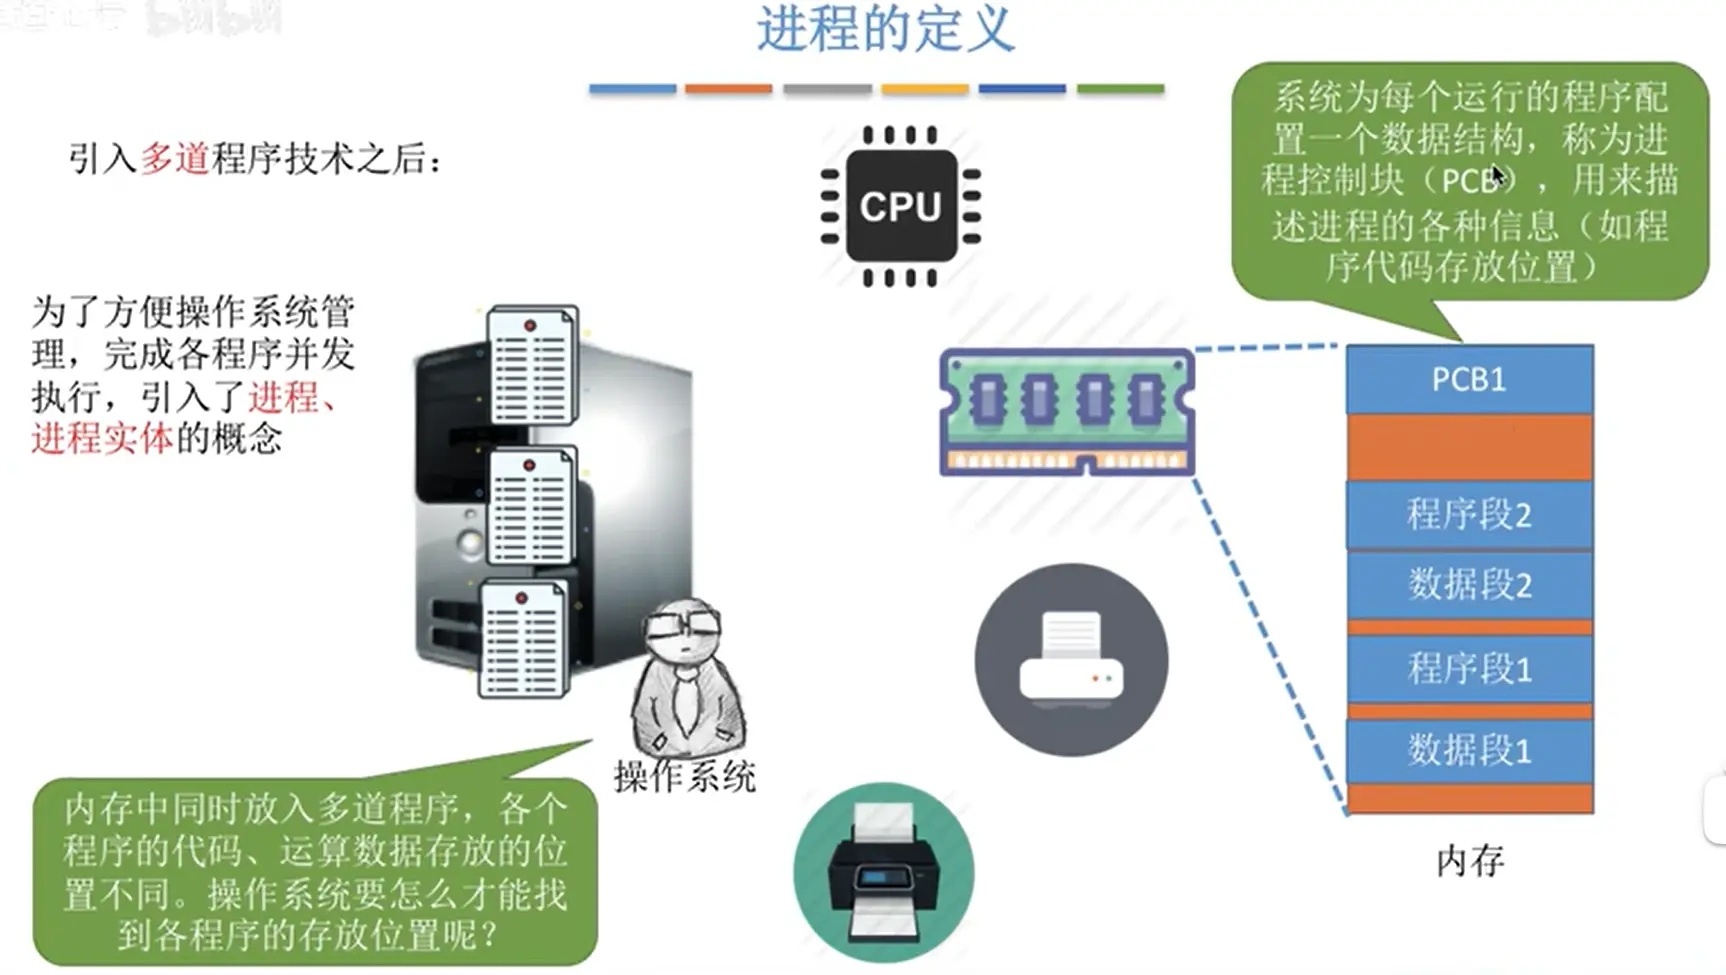 进程的定义
引入多道程序技术之后：
为了方便操作系统管
理，完成各程序并发
执行，引入了进程、
进程实体的概念
CPU
系统为每个运行的程序配
置一个数据结构，称为进
程控制块（PCB），用来描
述进程的各种信息（如程
序代码存放位置）
PCB1
程序段2
数据段2
程序段1
数据段1
内存
操作系统
内存中同时放入多道程序，各个
程序的代码、运算数据存放的位
置不同。操作系统要怎么才能找
到各程序的存放位置呢？
bilibili